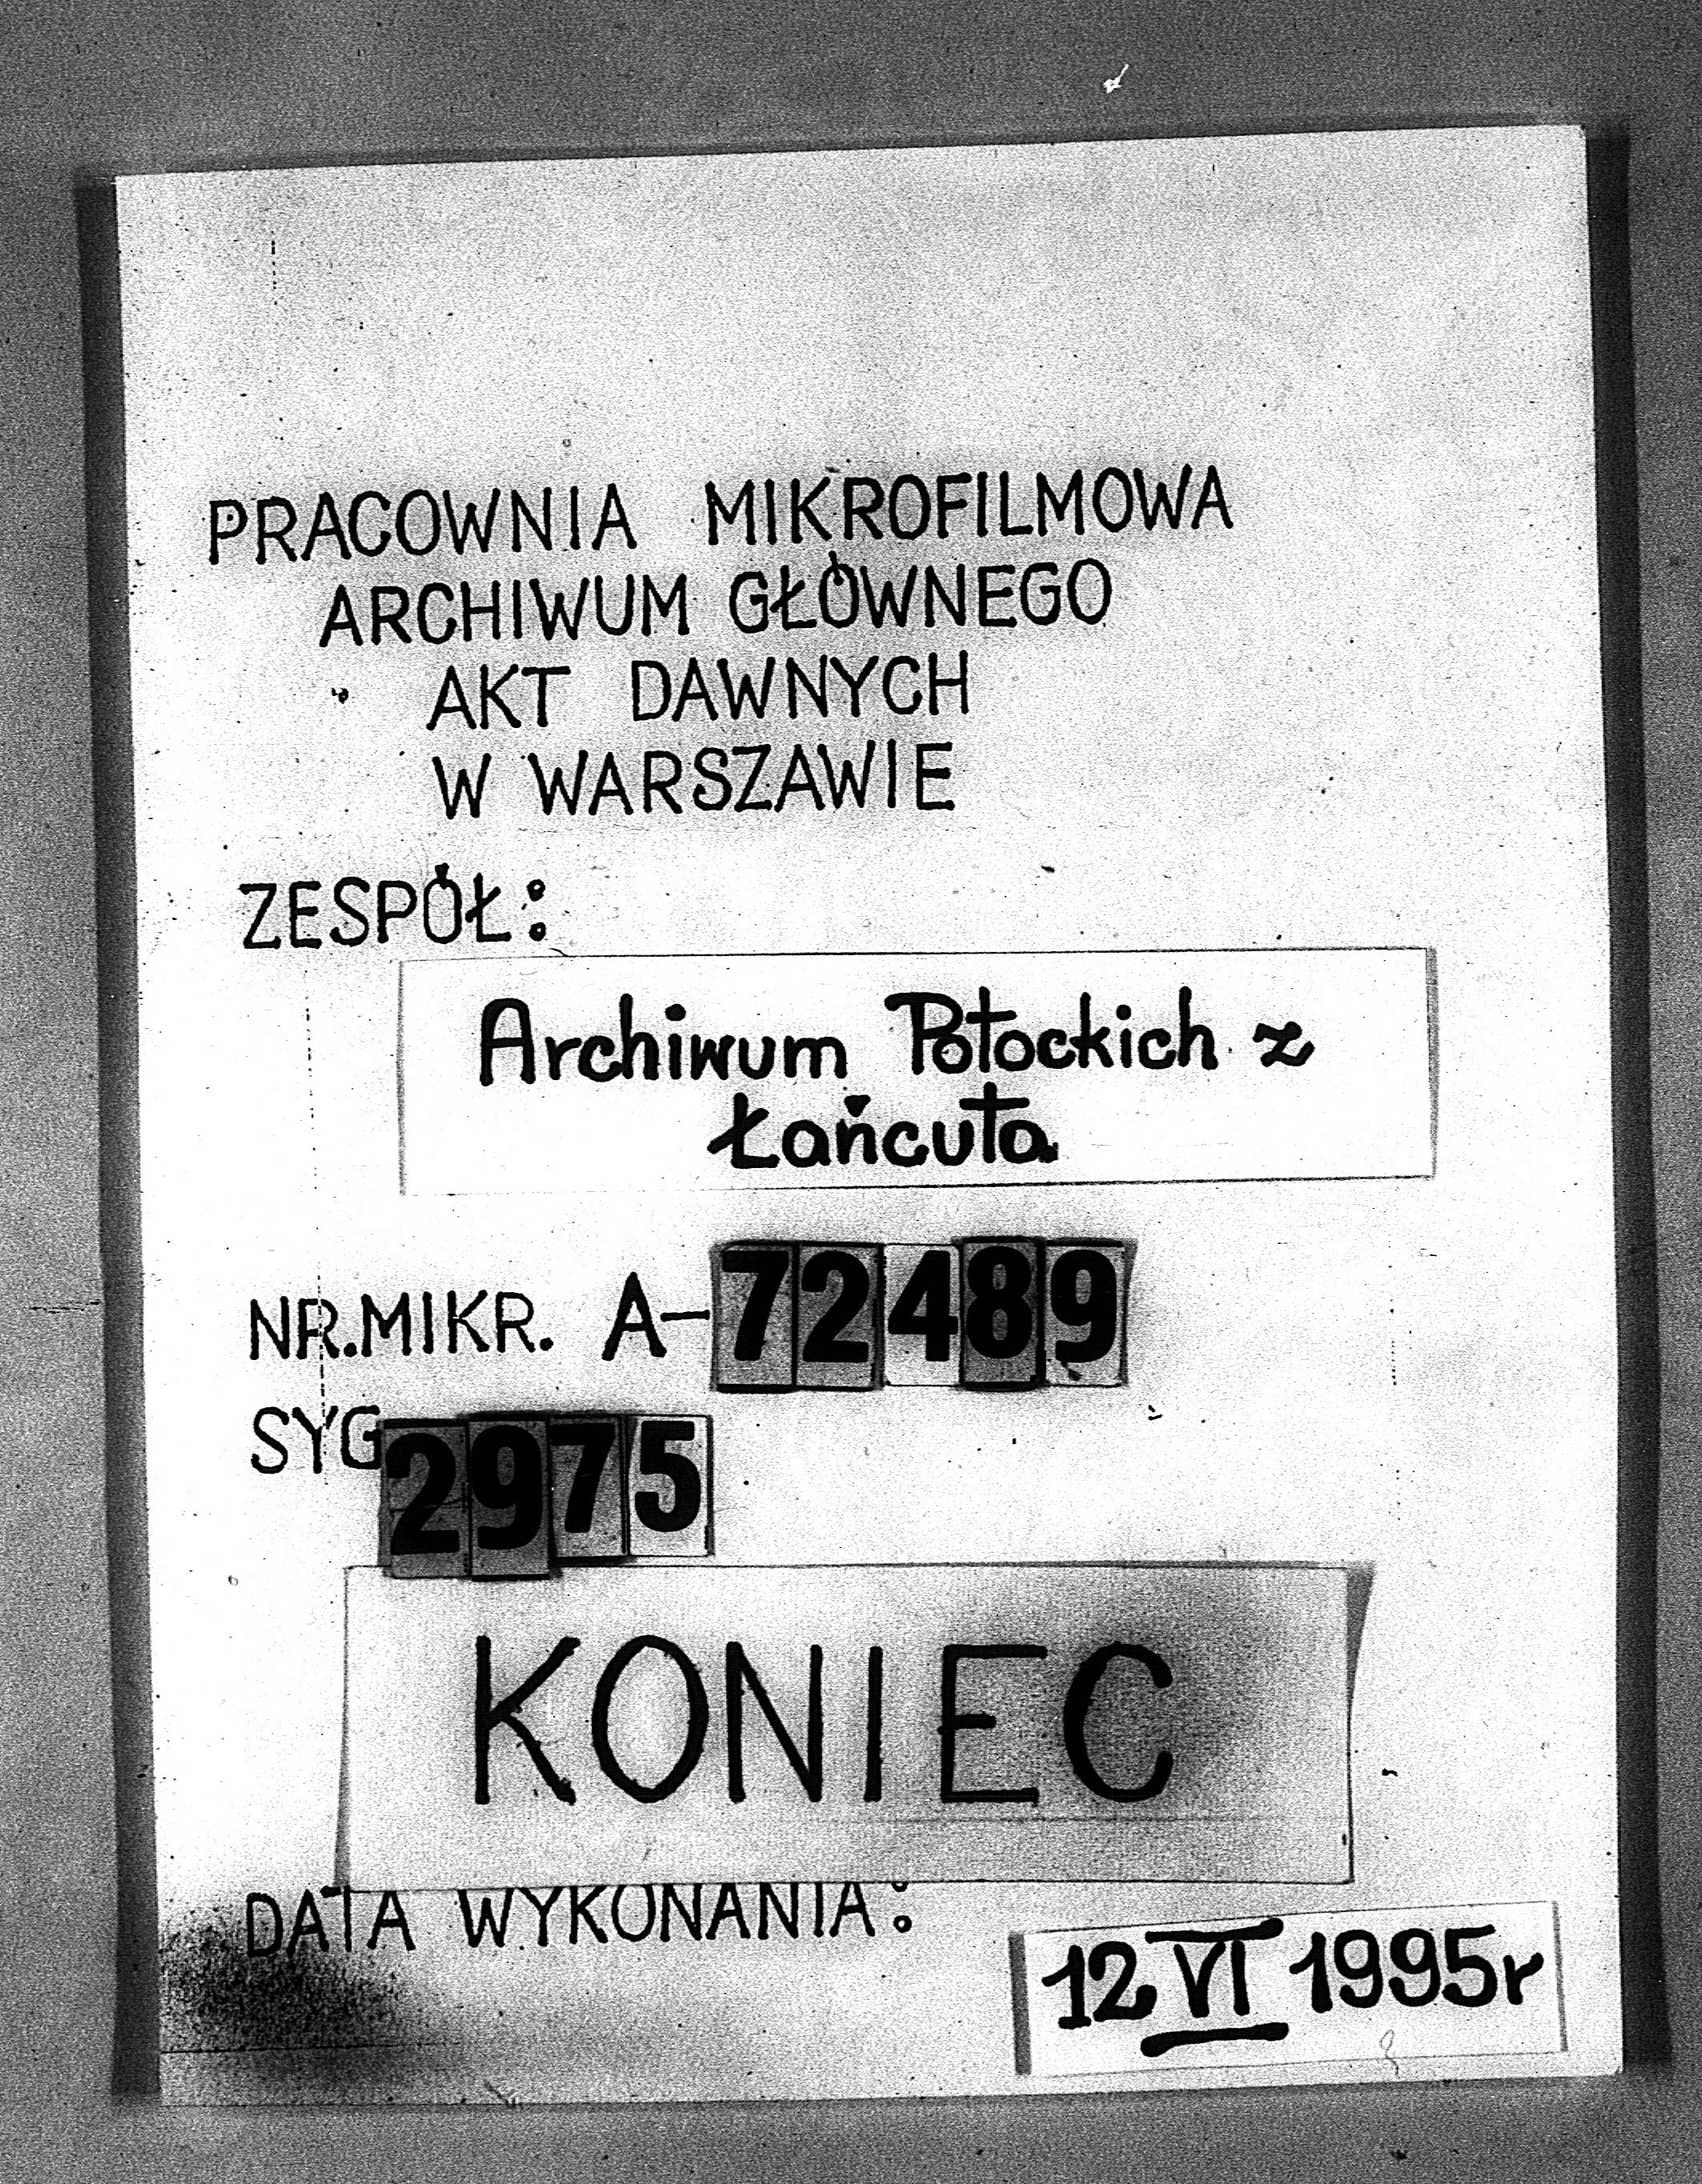 PRACOWNIA MIKROFILMOWA
ARCHIWUM GŁÓWNEGO
AKT DAWNYCH
W WARSZAWIE
ZESPÓŁ:
Archiwum Potockich z
Łańcuta
NR.MIKR. A-72489
SYG 2975
KONIEC
DATA WYKONANIA:
12 VI 1995r